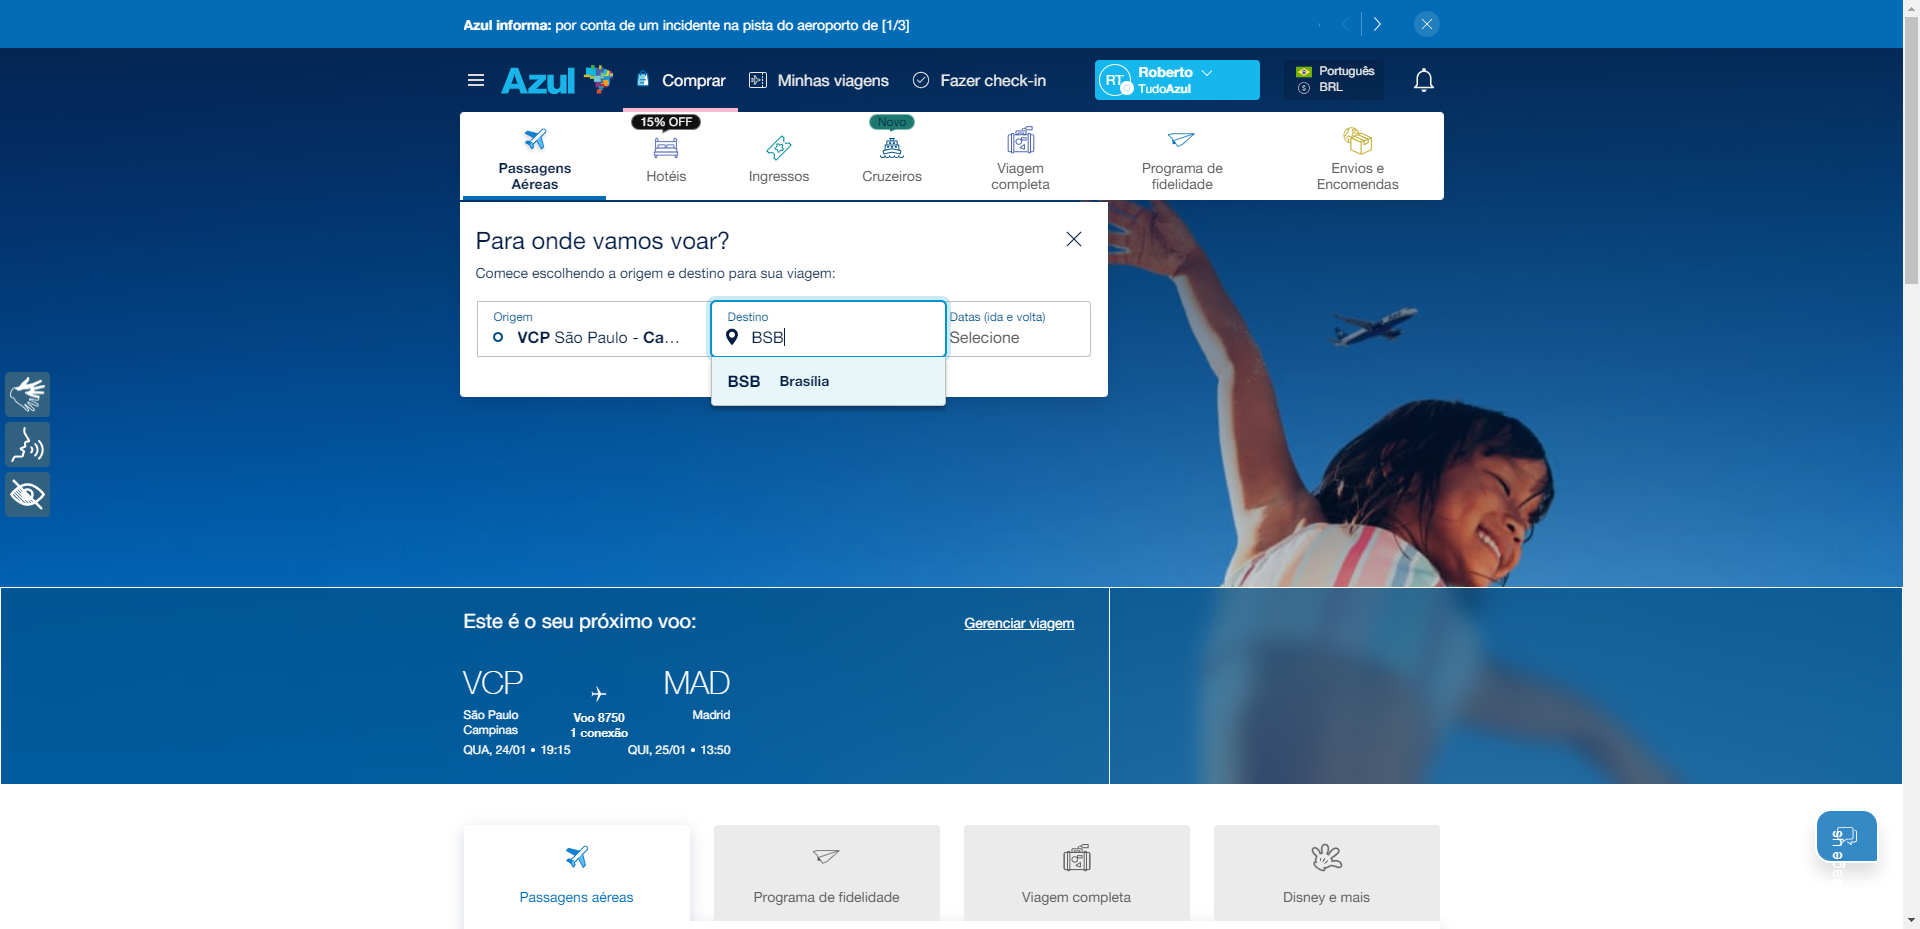 Azul informa: por conta de um incidente na pista do aeroporto de [1/3]
Azul
Comprar
Minhas viagens
Fazer check-in
RT
Roberto
TudoAzul
Português
BRL
15% OFF
Novo
Passagens
Aéreas
Hotéis
Ingressos
Cruzeiros
Viagem
completa
Programa de
fidelidade
Envios e
Encomendas
Para onde vamos voar?
Comece escolhendo a origem e destino para sua viagem:
Origem
VCP São Paulo - Ca...
Destino
BSB
Datas (ida e volta)
Selecione
BSB Brasília
Este é o seu próximo voo:
Gerenciar viagem
VCP
MAD
São Paulo
Campinas
Voo 8750
1 conexão
Madrid
QUA, 24/01 • 19:15
QUI, 25/01 • 13:50
Passagens aéreas
Programa de fidelidade
Viagem completa
Disney e mais